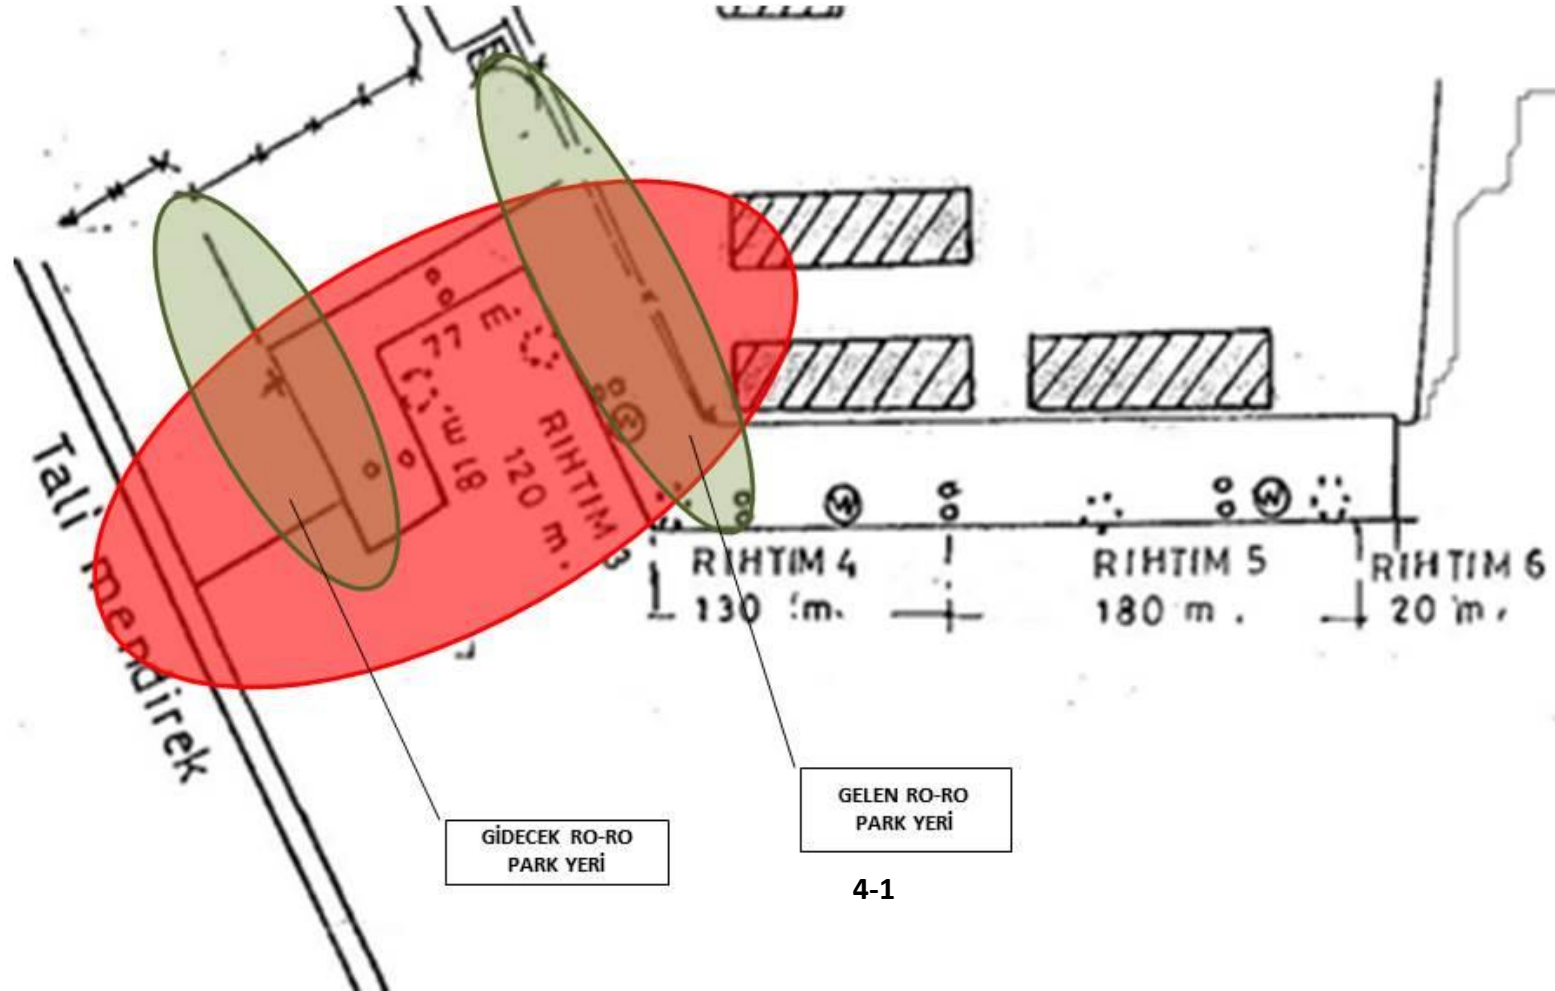 Tali mendirek
77
81 m.
RIHTIM 3
120 m.
RIHTIM 4
130 m.
RIHTIM 5
180 m.
RIHTIM 6
20 m.
GİDECEK RO-RO
PARK YERİ
GELEN RO-RO
PARK YERİ
4-1